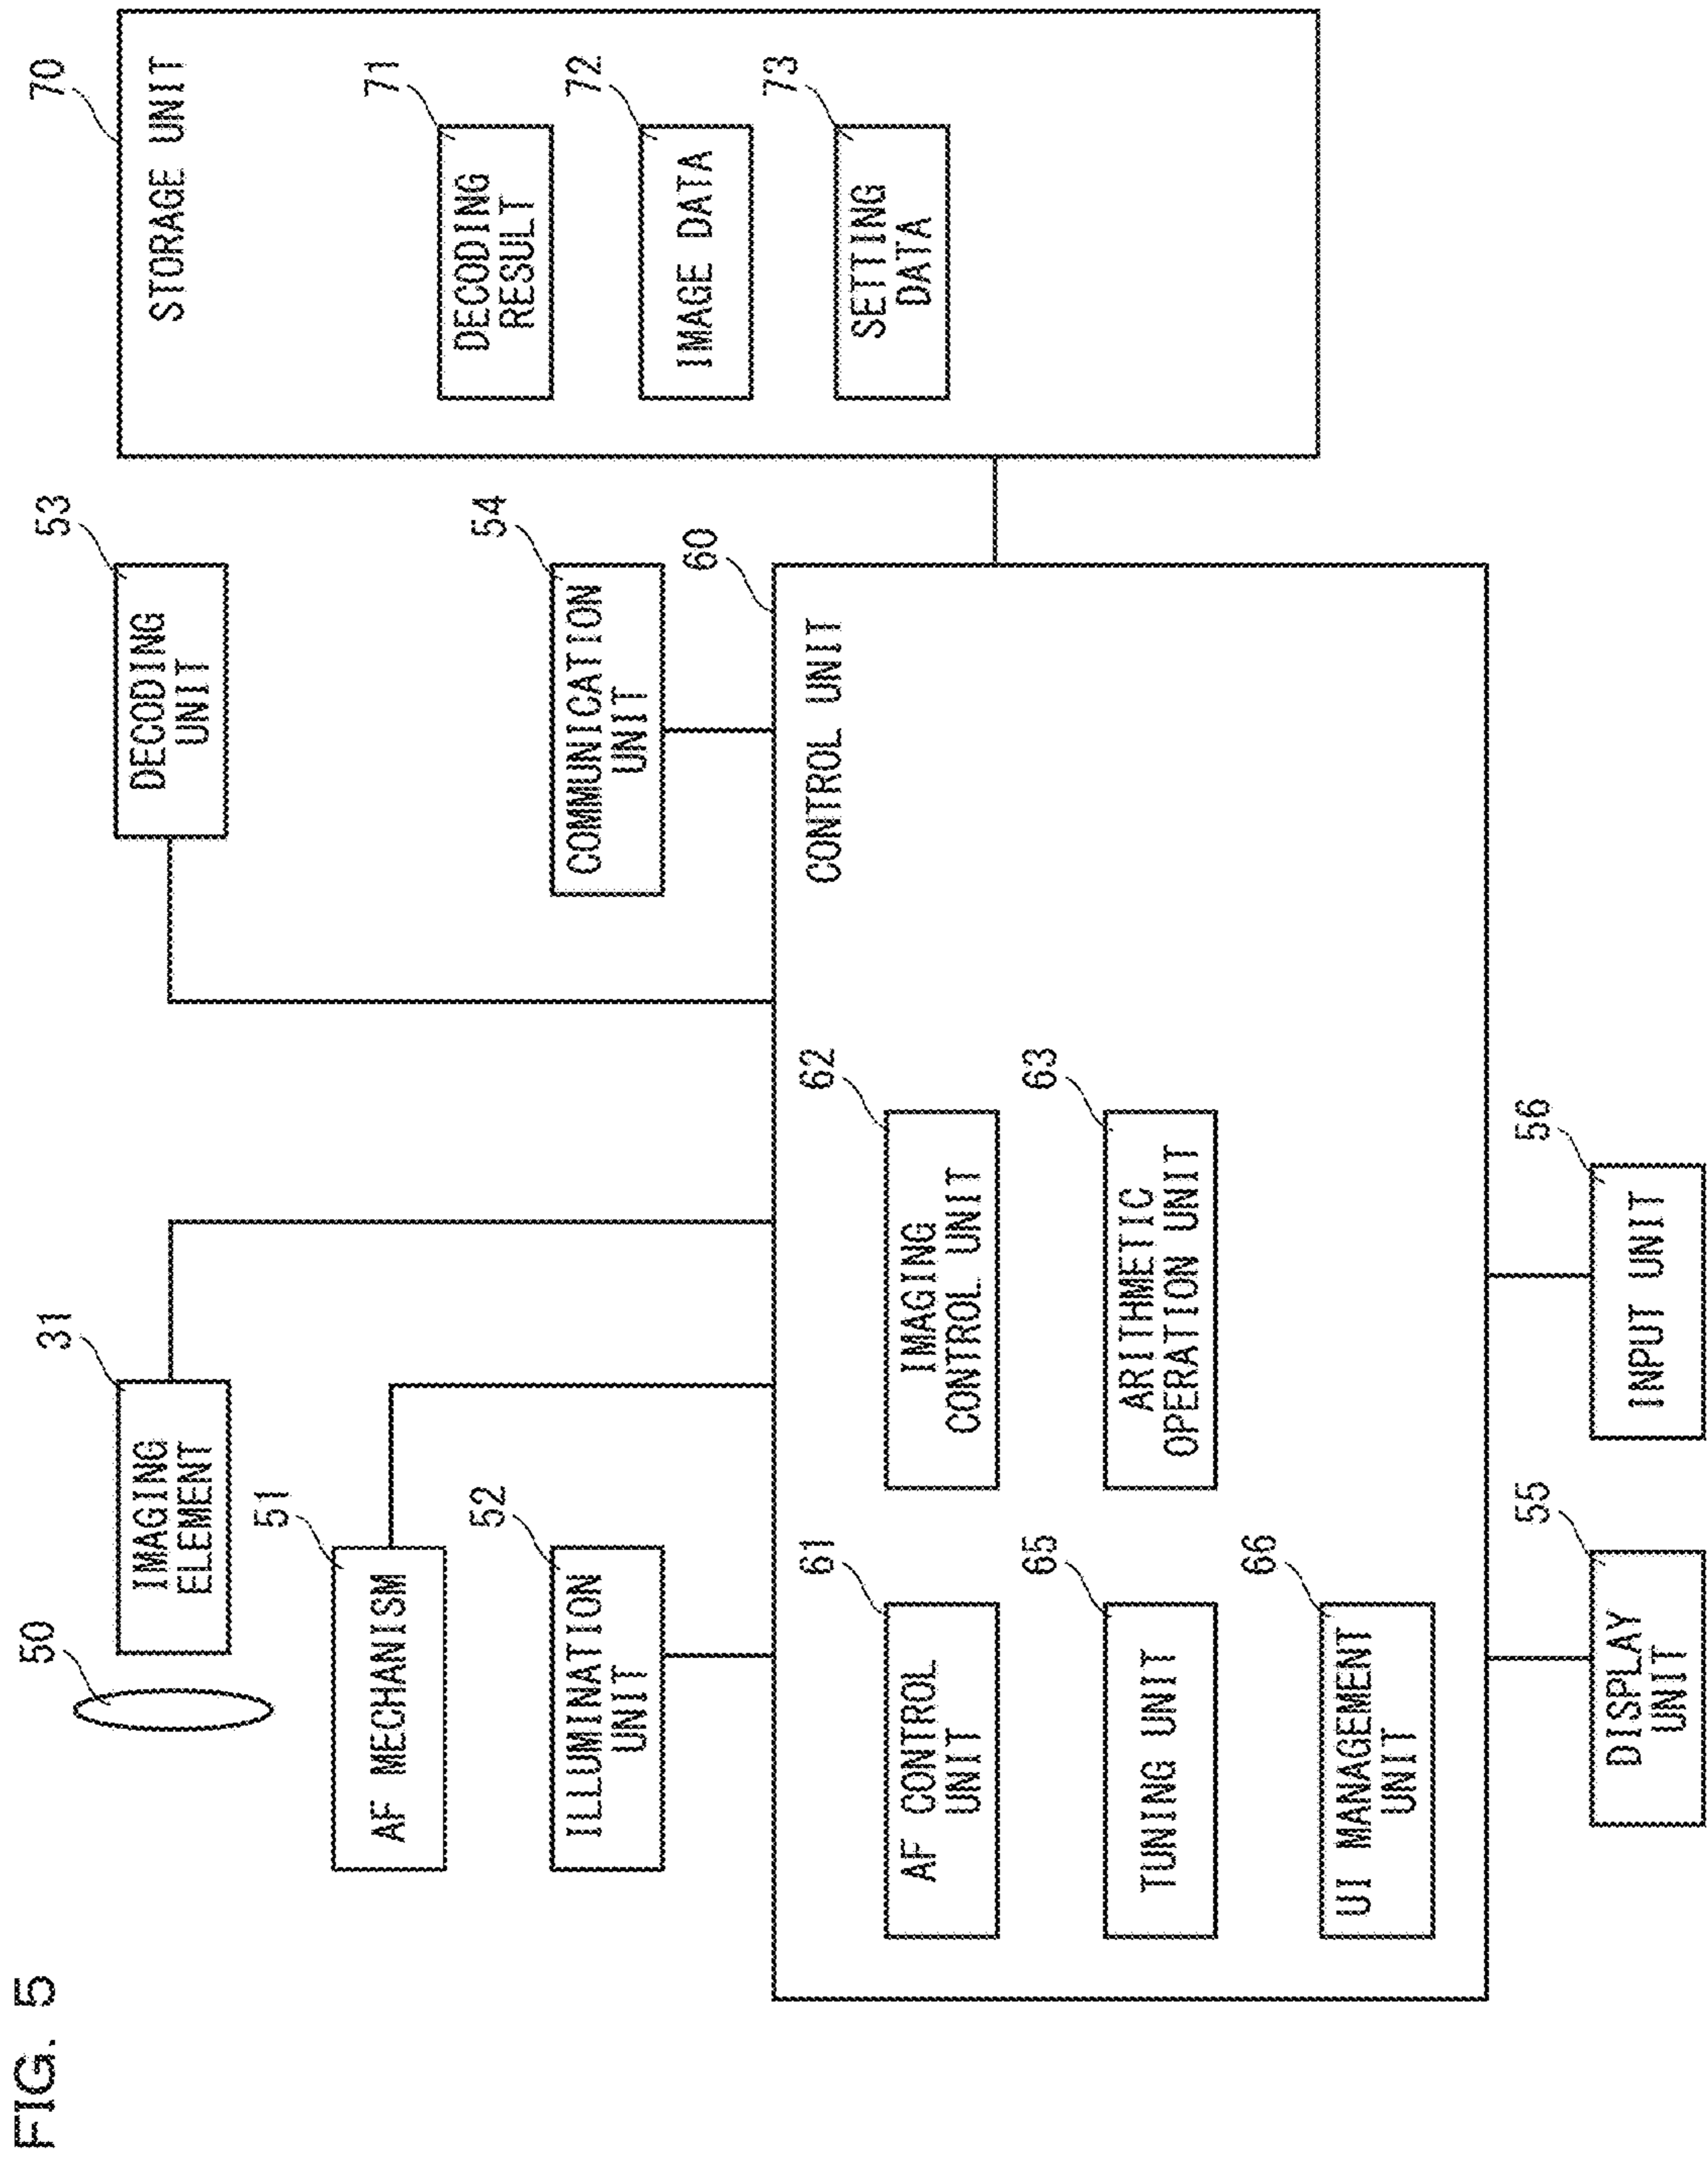 FIG. 5
50
31
IMAGING
ELEMENT
53
DECODING
UNIT
70
STORAGE UNIT
51
AF MECHANISM
71
DECODING
RESULT
52
ILLUMINATION
UNIT
54
COMMUNICATION
UNIT
72
IMAGE DATA
60
CONTROL UNIT
73
SETTING
DATA
61
AF CONTROL
UNIT
62
IMAGING
CONTROL UNIT
65
TUNING UNIT
63
ARITHMETIC
OPERATION UNIT
66
UI MANAGEMENT
UNIT
55
DISPLAY
UNIT
56
INPUT UNIT